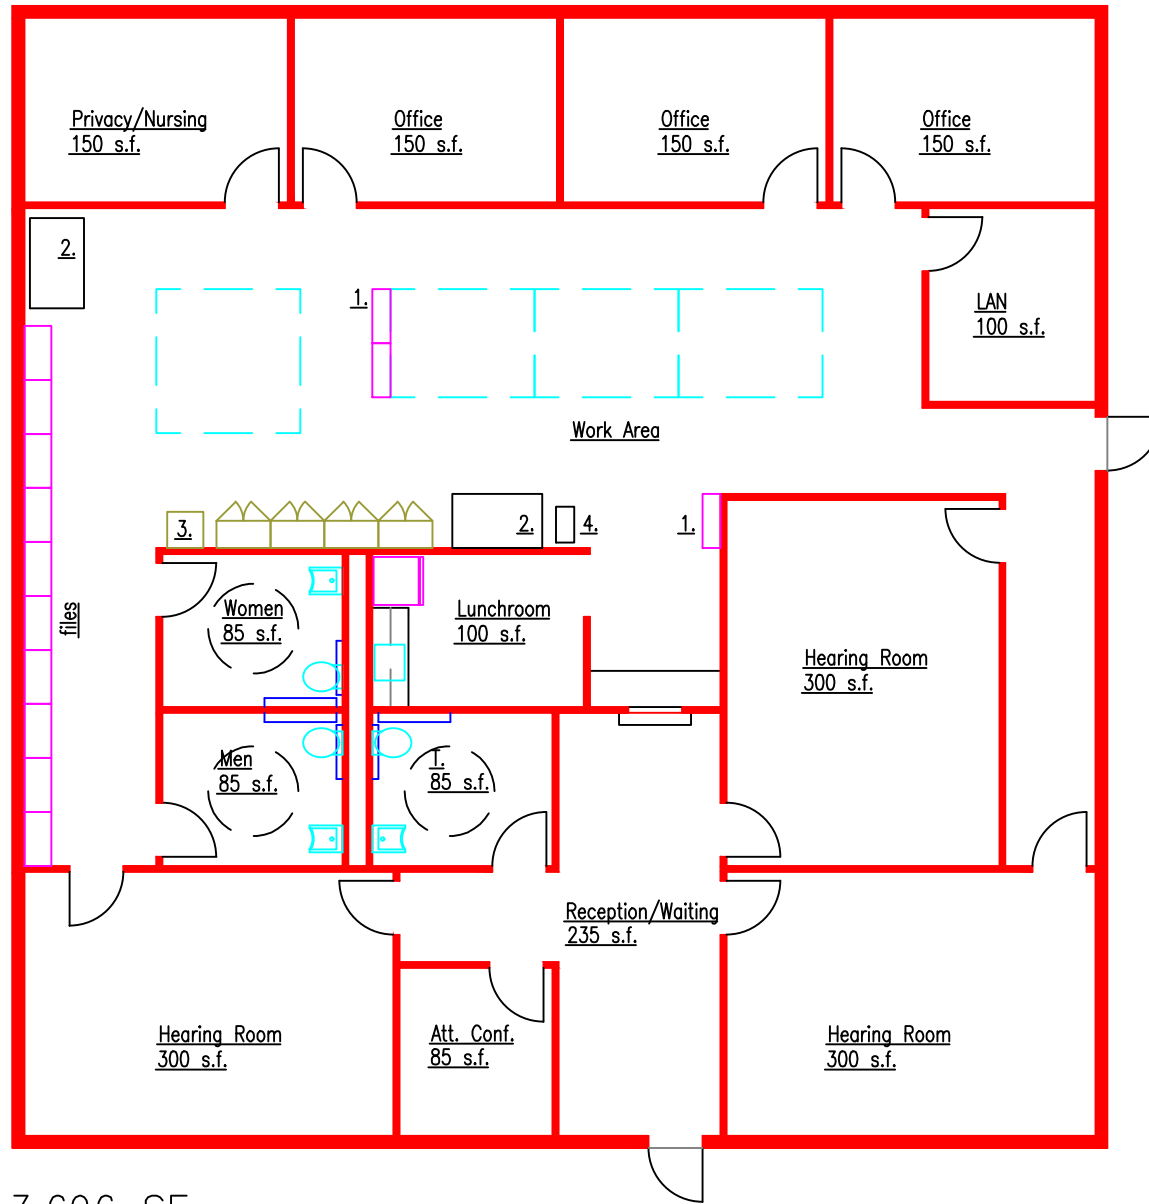 Privacy/Nursing
150 s.f.
Office
150 s.f.
Office
150 s.f.
Office
150 s.f.
2.
1.
LAN
100 s.f.
Work Area
3.
2.
4.
1.
files
Women
85 s.f.
Lunchroom
100 s.f.
Hearing Room
300 s.f.
Men
85 s.f.
T.
85 s.f.
Reception/Waiting
235 s.f.
Hearing Room
300 s.f.
Att. Conf.
85 s.f.
Hearing Room
300 s.f.